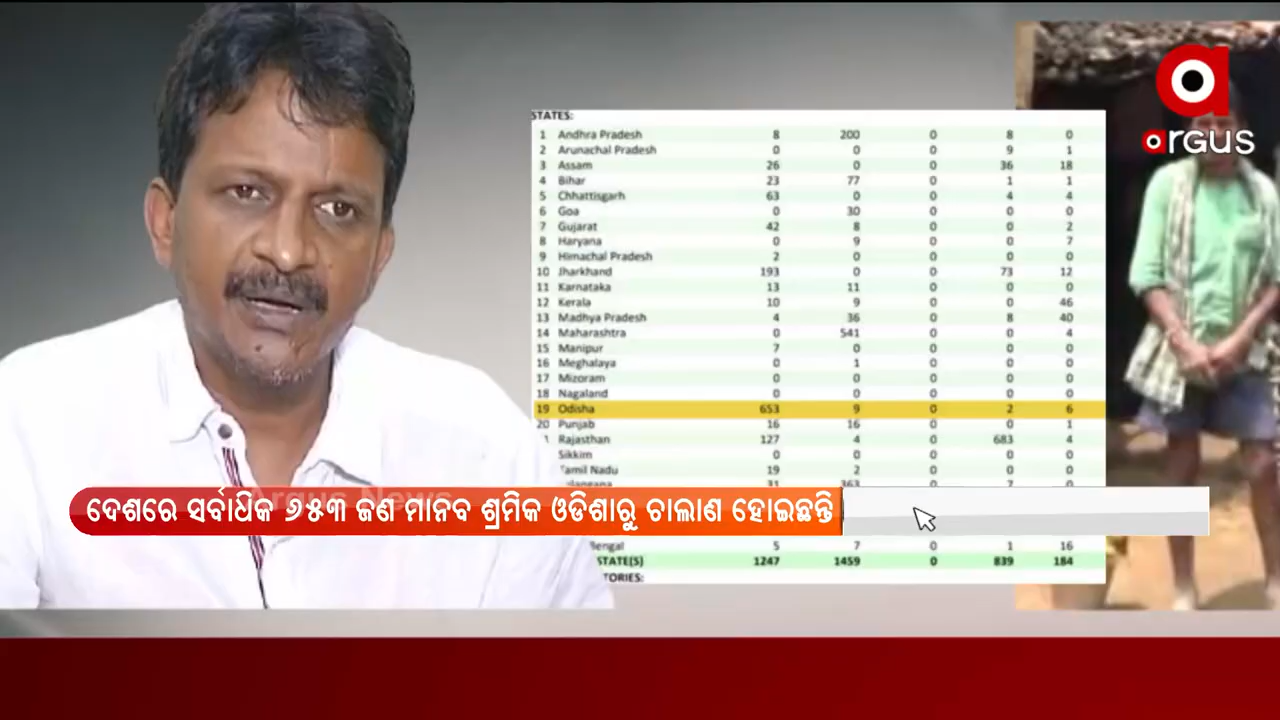 argus
STATES:
1 Andhra Pradesh 8 200 0 8 0
2 Arunachal Pradesh 0 0 0 9 1
3 Assam 26 0 0 36 18
4 Bihar 23 77 0 1 1
5 Chhattisgarh 63 0 0 4 4
6 Goa 0 30 0 0 0
7 Gujarat 42 8 0 0 2
8 Haryana 0 9 0 0 7
9 Himachal Pradesh 2 0 0 0 0
10 Jharkhand 193 0 0 73 12
11 Karnataka 13 11 0 0 0
12 Kerala 10 9 0 0 46
13 Madhya Pradesh 4 36 0 8 40
14 Maharashtra 0 541 0 0 4
15 Manipur 7 0 0 0 0
16 Meghalaya 0 1 0 0 0
17 Mizoram 0 0 0 0 0
18 Nagaland 0 0 0 0 0
19 Odisha 653 9 0 2 6
20 Punjab 16 16 0 0 1
Rajasthan 127 4 0 683 4
Sikkim 0 0 0 0 0
Tamil Nadu 19 2 0 0 0
31 363 0 7 0
Argus News
ଦେଶରେ ସର୍ବାଧିକ ୬୫୩ ଜଣ ମାନବ ଶ୍ରମିକ ଓଡିଶାରୁ ଚାଲାଣ ହୋଇଛନ୍ତି
Bengal 5 7 0 1 16
STATE(S) 1247 1459 0 839 184
TORIES: